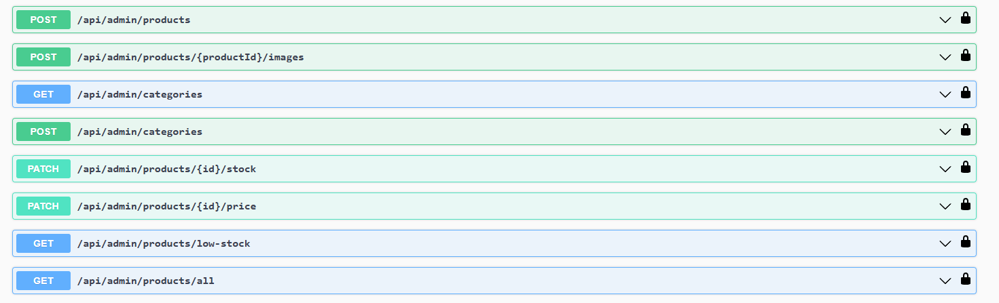 POST /api/admin/products
POST /api/admin/products/{productId}/images
GET /api/admin/categories
POST /api/admin/categories
PATCH /api/admin/products/{id}/stock
PATCH /api/admin/products/{id}/price
GET /api/admin/products/low-stock
GET /api/admin/products/all